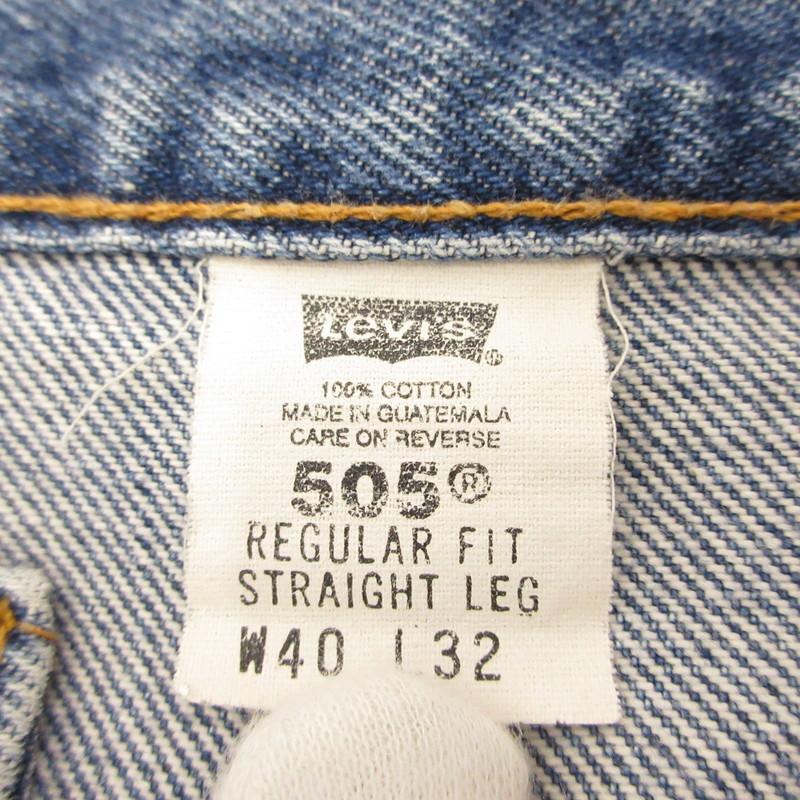 Levi's®
100% COTTON
MADE IN GUATEMALA
CARE ON REVERSE
505®
REGULAR FIT
STRAIGHT LEG
W40 L32